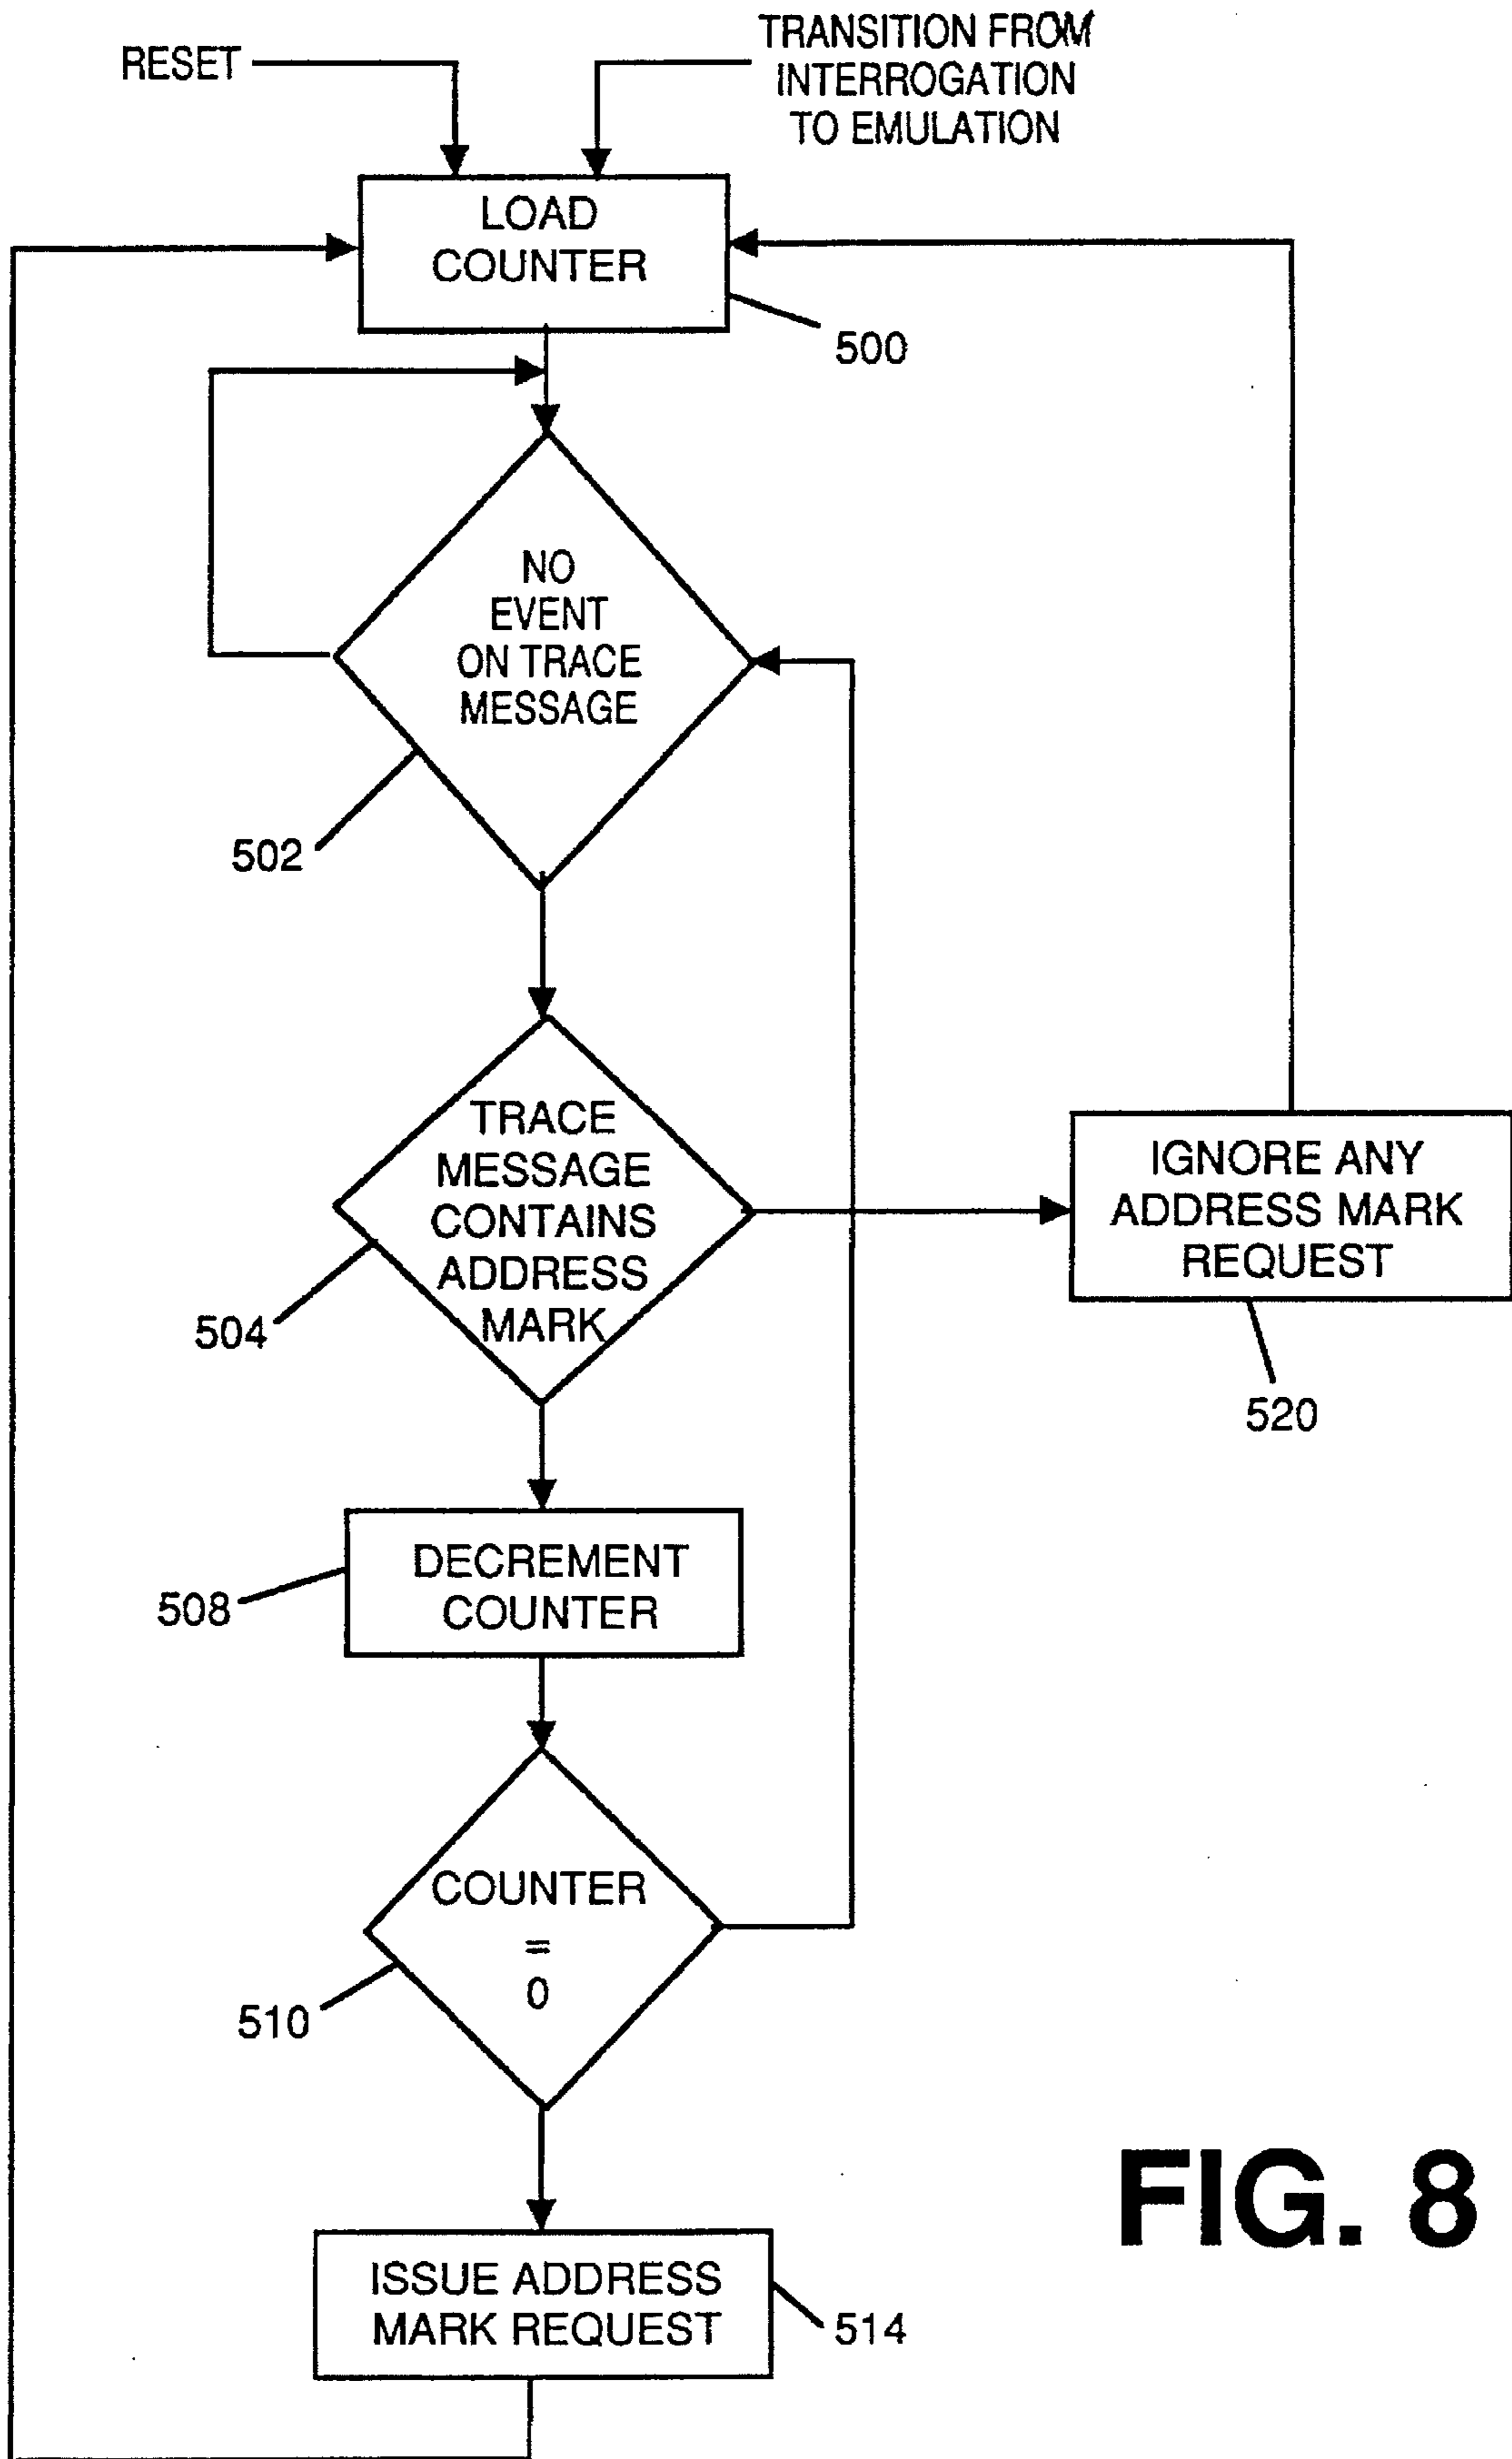 RESET
TRANSITION FROM
INTERROGATION
TO EMULATION
LOAD
COUNTER
500
NO
EVENT
ON TRACE
MESSAGE
502
TRACE
MESSAGE
CONTAINS
ADDRESS
MARK
504
IGNORE ANY
ADDRESS MARK
REQUEST
520
DECREMENT
COUNTER
508
COUNTER
=
0
510
ISSUE ADDRESS
MARK REQUEST
514
FIG. 8